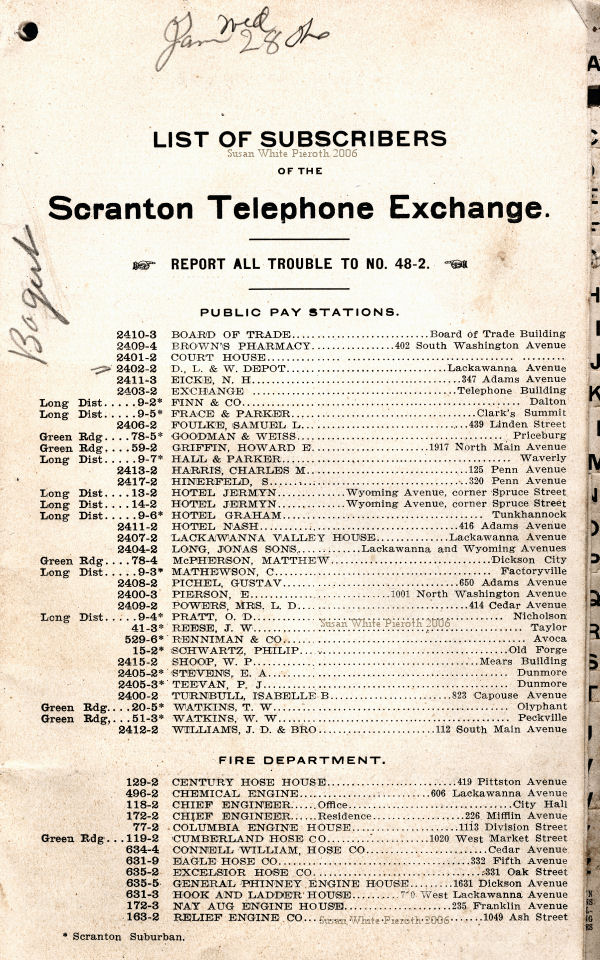 Jan Wed 28
LIST OF SUBSCRIBERS
Susan White Pieroth 2006
OF THE
Scranton Telephone Exchange.
REPORT ALL TROUBLE TO NO. 48-2.
Bogert
PUBLIC PAY STATIONS.
2410-3 BOARD OF TRADE...Board of Trade Building
2409-4 BROWN'S PHARMACY...402 South Washington Avenue
2401-2 COURT HOUSE...
2402-2 D., L. & W. DEPOT...Lackawanna Avenue
2411-3 EICKE, N. H...347 Adams Avenue
2403-2 EXCHANGE...Telephone Building
Long Dist.....9-2* FINN & CO...Dalton
Long Dist.....9-5* FRACE & PARKER...Clark's Summit
2406-2 FOULKE, SAMUEL L...439 Linden Street
Green Rdg....78-5* GOODMAN & WEISS...Priceburg
Green Rdg....59-2 GRIFFIN, HOWARD E...1917 North Main Avenue
Long Dist.....9-7* HALL & PARKER...Waverly
2413-2 HARRIS, CHARLES M...125 Penn Avenue
2417-2 HINERFELD, S...320 Penn Avenue
Long Dist....13-2 HOTEL JERMYN...Wyoming Avenue, corner Spruce Street
Long Dist....14-2 HOTEL JERMYN...Wyoming Avenue, corner Spruce Street
Long Dist.....9-6* HOTEL GRAHAM...Tunkhannock
2411-2 HOTEL NASH...416 Adams Avenue
2407-2 LACKAWANNA VALLEY HOUSE...Lackawanna Avenue
2404-2 LONG, JONAS SONS...Lackawanna and Wyoming Avenues
Green Rdg....78-4 McPHERSON, MATTHEW...Dickson City
Long Dist.....9-3* MATHEWSON, C...Factoryville
2408-2 PICHEL, GUSTAV...650 Adams Avenue
2400-3 PIERSON, E...1001 North Washington Avenue
2409-2 POWERS, MRS. L. D...414 Cedar Avenue
Long Dist.....9-4* PRATT, O. D...Nicholson
Susan White Pieroth 2006
41-3* REESE, J. W...Taylor
529-6* RENNIMAN & CO...Avoca
15-2* SCHWARTZ, PHILIP...Old Forge
2415-2 SHOOP, W. P...Mears Building
2405-2* STEVENS, E. A...Dunmore
2405-3* TEEVAN, P. J...Dunmore
2400-2 TURNBULL, ISABELLE B...823 Capouse Avenue
Green Rdg....20-5* WATKINS, T. W...Olyphant
Green Rdg,...51-3* WATKINS, W. W...Peckville
2412-2 WILLIAMS, J. D. & BRO...112 South Main Avenue
FIRE DEPARTMENT.
129-2 CENTURY HOSE HOUSE...419 Pittston Avenue
496-2 CHEMICAL ENGINE...606 Lackawanna Avenue
118-2 CHIEF ENGINEER.....Office...City Hall
172-2 CHIEF ENGINEER.....Residence...226 Mifflin Avenue
77-2 COLUMBIA ENGINE HOUSE...1113 Division Street
Green Rdg...119-2 CUMBERLAND HOSE CO...1020 West Market Street
634-4 CONNELL WILLIAM, HOSE CO...Cedar Avenue
631-9 EAGLE HOSE CO...332 Fifth Avenue
635-2 EXCELSIOR HOSE CO...331 Oak Street
635-5 GENERAL PHINNEY ENGINE HOUSE...1631 Dickson Avenue
631-3 HOOK AND LADDER HOUSE...West Lackawanna Avenue
172-3 NAY AUG ENGINE HOUSE...235 Franklin Avenue
163-2 RELIEF ENGINE CO...1049 Ash Street
Susan White Pieroth 2006
* Scranton Suburban.